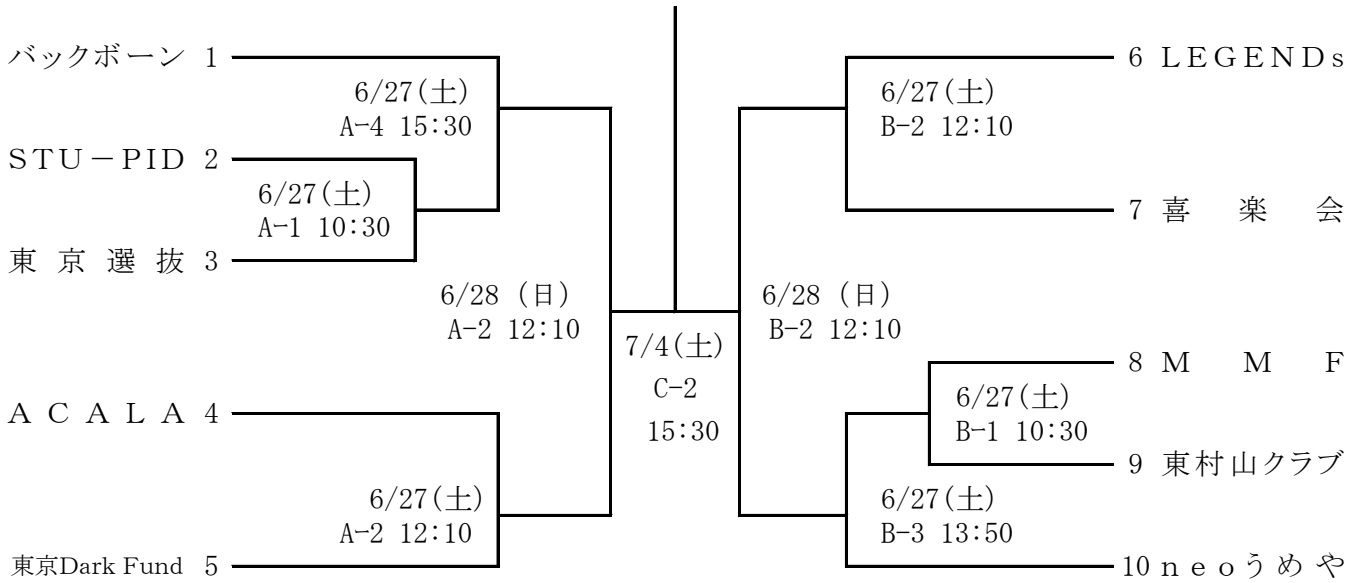 バックボーン 1
6/27(土)
A-4 15:30
STU－PID 2
6/27(土)
A-1 10:30
東京選抜 3
6/28 (日)
A-2 12:10
ACALA 4
6/27(土)
A-2 12:10
東京Dark Fund 5
7/4(土)
C-2
15:30
6 LEGENDs
6/27(土)
B-2 12:10
7 喜楽会
6/28 (日)
B-2 12:10
8 MMF
6/27(土)
B-1 10:30
9 東村山クラブ
6/27(土)
B-3 13:50
10 neoうめや